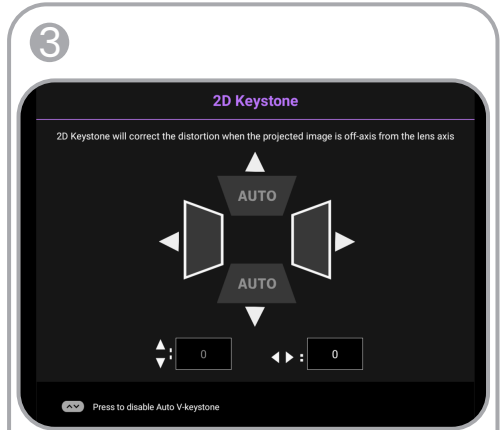 3
2D Keystone
2D Keystone will correct the distortion when the projected image is off-axis from the lens axis
AUTO
AUTO
: 0 : 0
Press to disable Auto V-keystone